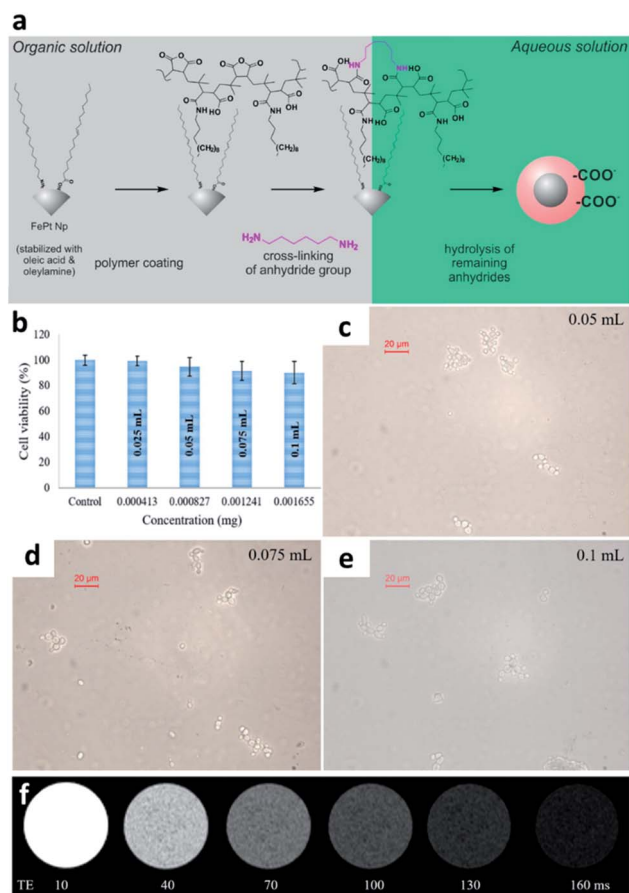 a
Organic solution
Aqueous solution
FePt Np
(stabilized with
oleic acid &
oleylamine)
polymer coating
H₂N
NH₂
cross-linking
of anhydride group
hydrolysis of
remaining
anhydrides
-COO⁻
-COO⁻
b
Cell viability (%)
120
100
80
60
40
20
0
0.025 mL
0.05 mL
0.075 mL
0.1 mL
Control 0.000413 0.000827 0.001241 0.001655
Concentration (mg)
c
0.05 mL
20 µm
d
0.075 mL
20 µm
e
0.1 mL
20 µm
f
TE 10 40 70 100 130 160 ms